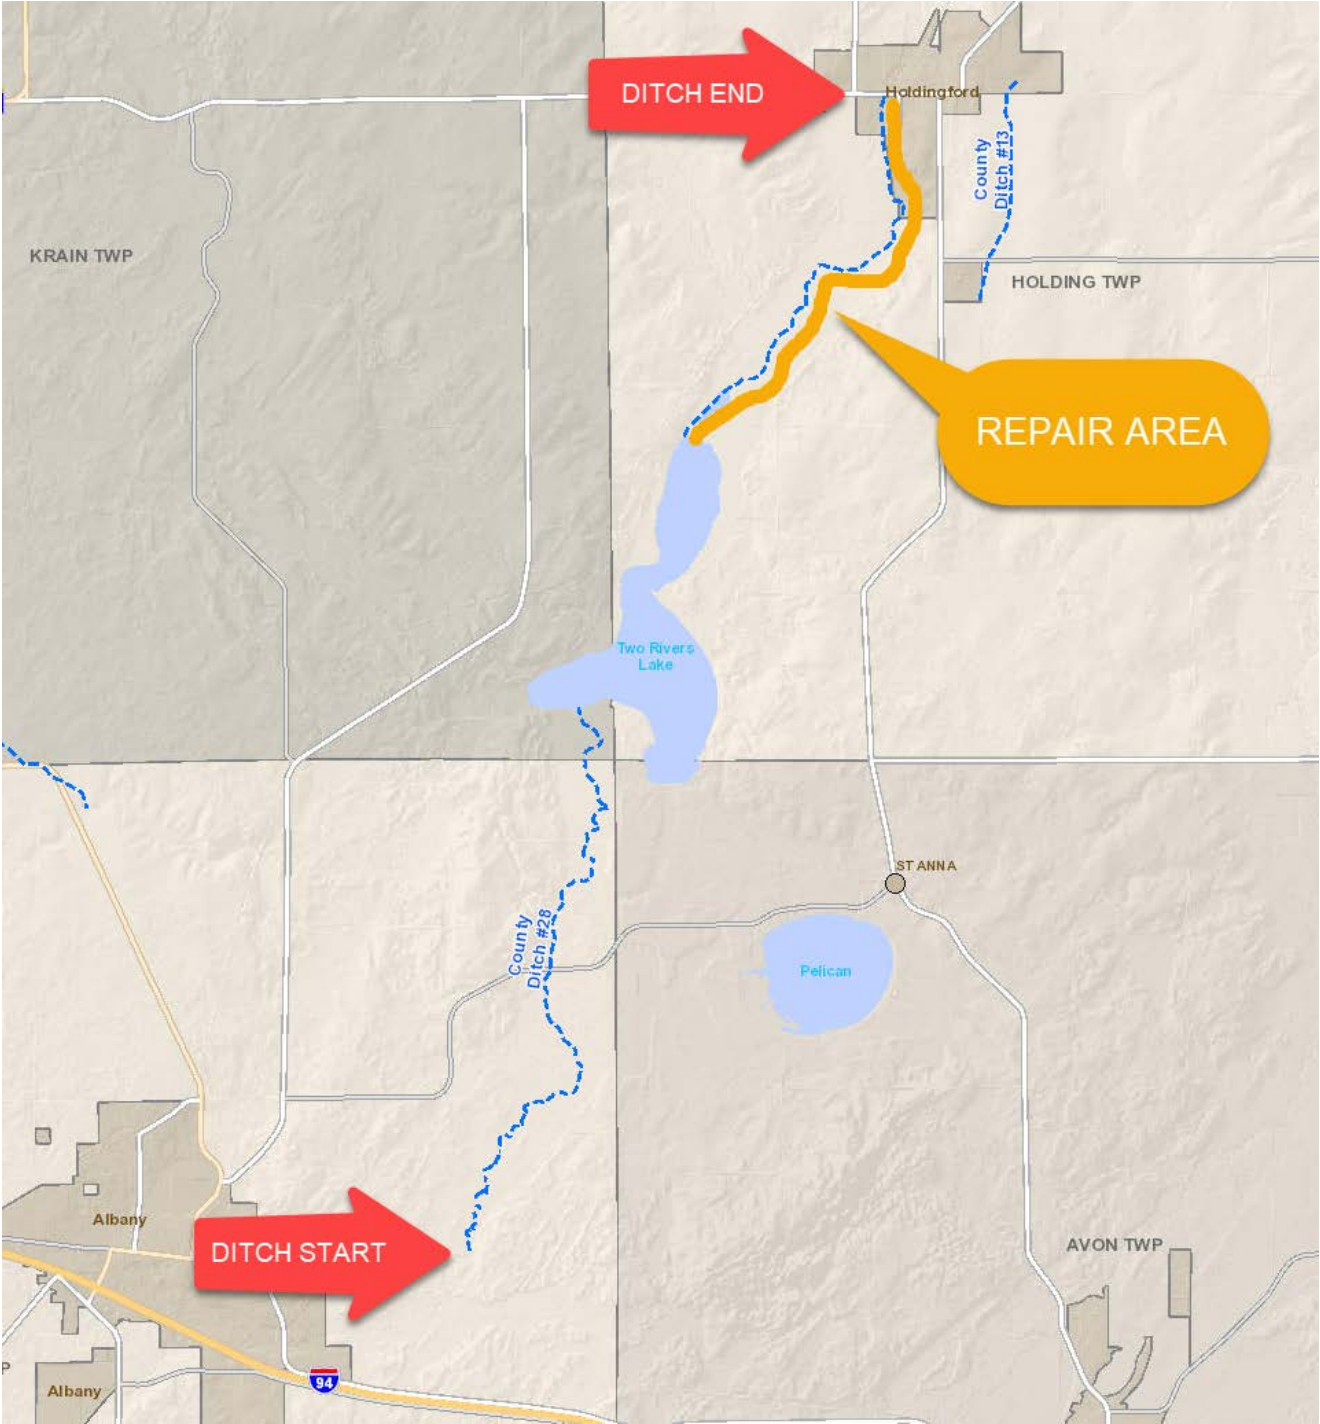 DITCH END
Holdingford
County
Ditch #13
KRAIN TWP
HOLDING TWP
REPAIR AREA
Two Rivers
Lake
ST ANNA
County
Ditch #28
Pelican
Albany
DITCH START
AVON TWP
P
94
Albany